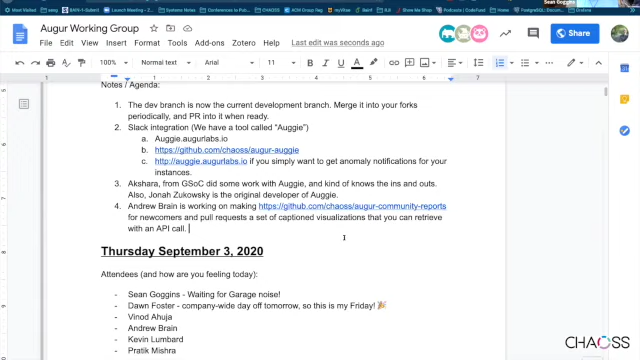 Sean Goggins
Augur Working Group
Share
File Edit View Insert Format Tools Add-ons Zotero Help Last edit was seconds ago
100% Normal text Arial 11 B I U A
1 2 3 4 5 6 7
Notes / Agenda:
1. The dev branch is now the current development branch. Merge it into your forks
periodically, and PR into it when ready.
2. Slack integration (We have a tool called "Auggie")
a. Auggie.augurlabs.io
b. https://github.com/chaoss/augur-auggie
c. http://auggie.augurlabs.io if you simply want to get anomaly notifications for your
instances.
3. Akshara, from GSoC did some work with Auggie, and kind of knows the ins and outs.
Also, Jonah Zukowsky is the original developer of Auggie.
4. Andrew Brain is working on making https://github.com/chaoss/augur-community-reports
for newcomers and pull requests a set of captioned visualizations that you can retrieve
with an API call.
Thursday September 3, 2020
Attendees (and how are you feeling today):
- Sean Goggins - Waiting for Garage noise!
- Dawn Foster - company-wide day off tomorrow, so this is my Friday! 🎉
- Vinod Ahuja
- Andrew Brain
- Kevin Lumbard
- Pratik Mishra
CHAOSS